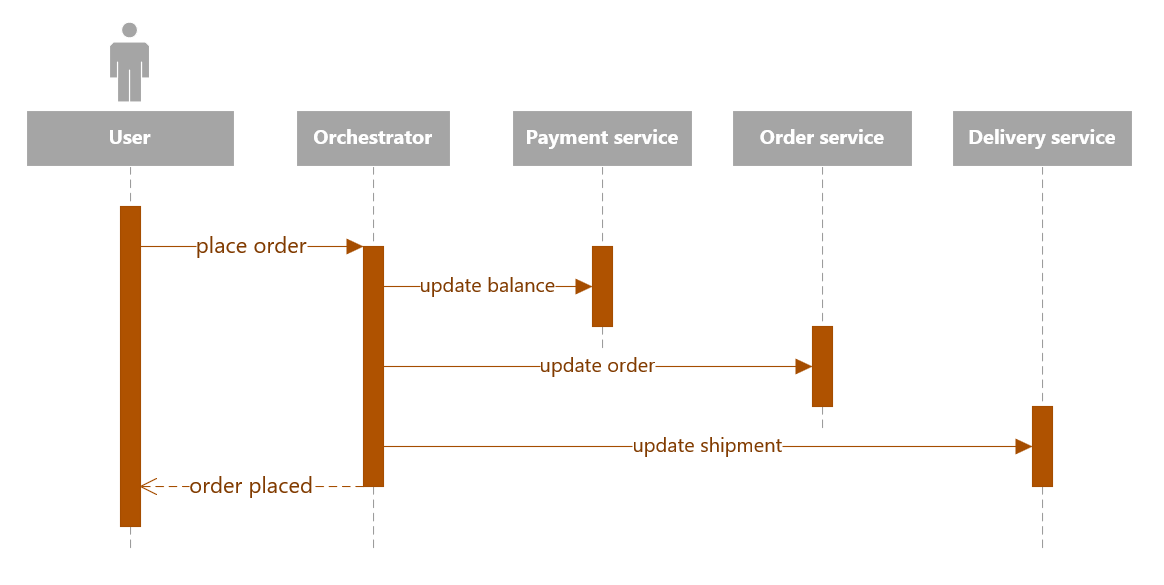 User
Orchestrator
Payment service
Order service
Delivery service
place order
update balance
update order
update shipment
order placed